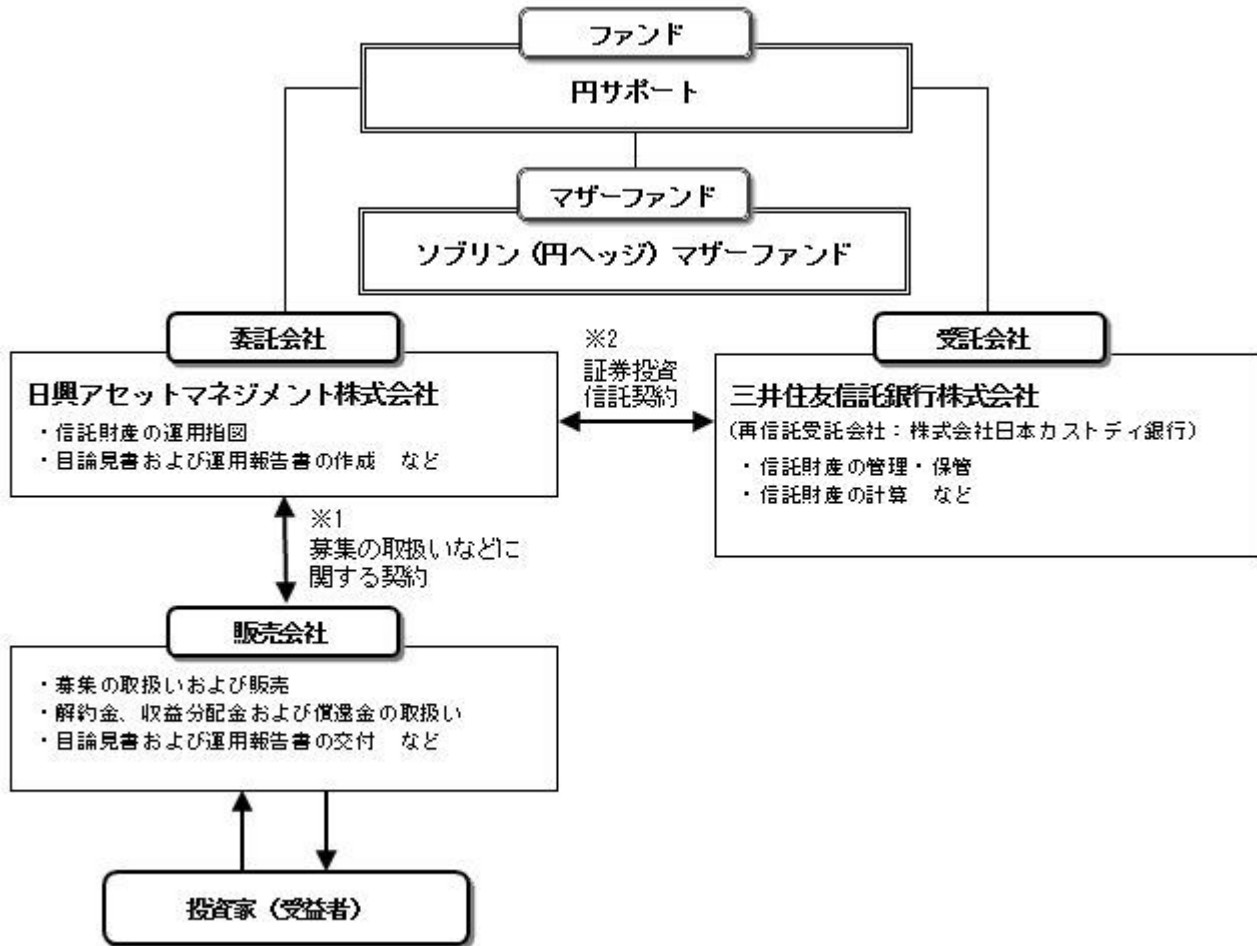 ファンド
円サポート
マザーファンド
ソブリン（円ヘッジ）マザーファンド
委託会社
日興アセットマネジメント株式会社
・信託財産の運用指図
・目論見書および運用報告書の作成　など
※2
証券投資
信託契約
受託会社
三井住友信託銀行株式会社
（再信託受託会社：株式会社日本カストディ銀行）
・信託財産の管理・保管
・信託財産の計算　など
※1
募集の取扱いなどに
関する契約
販売会社
・募集の取扱いおよび販売
・解約金、収益分配金および償還金の取扱い
・目論見書および運用報告書の交付　など
投資家（受益者）